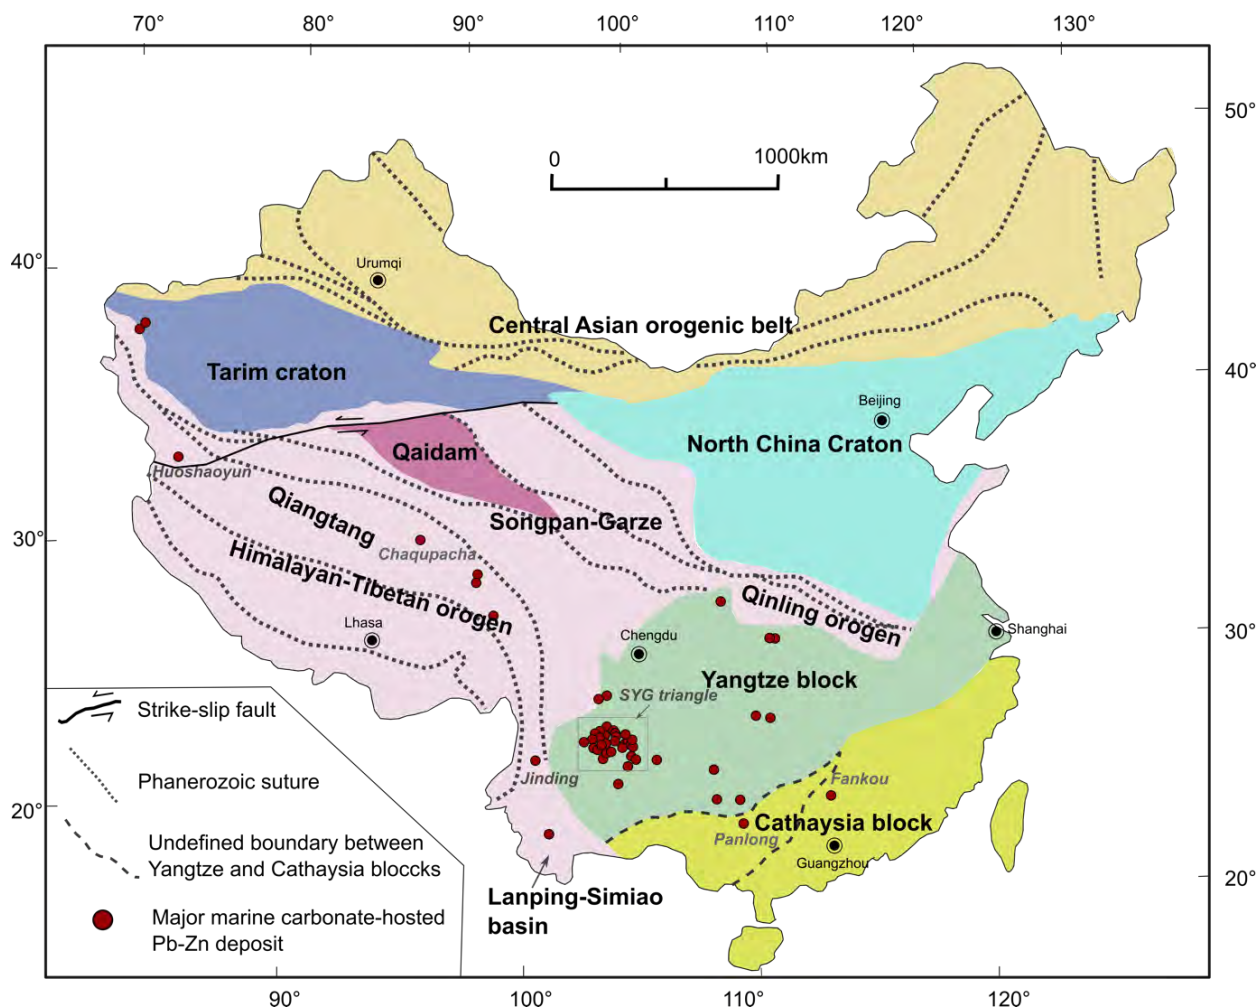 70° 80° 90° 100° 110° 120° 130°
50°
0 1000km
40°
Urumqi
Central Asian orogenic belt
40°
Tarim craton
Beijing
North China Craton
Qaidam
Huoshaoyun
Qiangtang
Songpan-Garze
30°
Chaqupacha
Himalayan-Tibetan orogen
Qinling orogen
Lhasa
Chengdu
Shanghai
30°
Yangtze block
SYG triangle
Strike-slip fault
Jinding
Fankou
Phanerozoic suture
20°
Cathaysia block
Panlong
Guangzhou
Undefined boundary between
Yangtze and Cathaysia bloccks
20°
Lanping-Simiao
basin
Major marine carbonate-hosted
Pb-Zn deposit
90° 100° 110° 120°